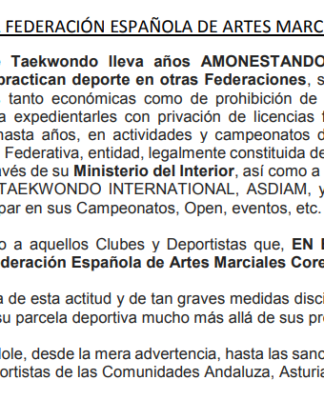 FEDERACIÓN ESPAÑOLA DE ARTES MARC
Taekwondo lleva años AMONESTANDO
practican deporte en otras Federaciones, s
tanto económicas como de prohibición de
a expedientarles con privación de licencias
hasta años, en actividades y campeonatos d
Federativa, entidad, legalmente constituida de
avés de su Ministerio del Interior, así como a
TAEKWONDO INTERNATIONAL, ASDIAM, y
par en sus Campeonatos, Open, eventos, etc.
o a aquellos Clubes y Deportistas que, EN
ederación Española de Artes Marciales Core
a de esta actitud y de tan graves medidas disci
su parcela deportiva mucho más allá de sus pr
dole, desde la mera advertencia, hasta las sanc
ortistas de las Comunidades Andaluza, Asturia